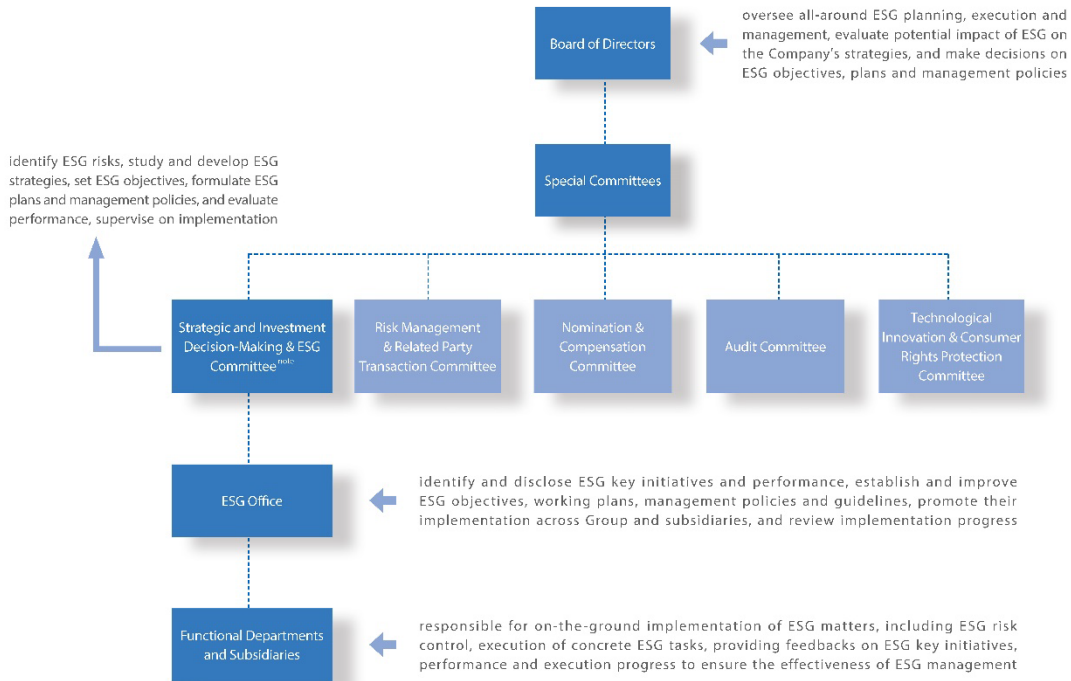 Board of Directors
oversee all-around ESG planning, execution and
management, evaluate potential impact of ESG on
the Company's strategies, and make decisions on
ESG objectives, plans and management policies
Special Committees
identify ESG risks, study and develop ESG
strategies, set ESG objectives, formulate ESG
plans and management policies, and evaluate
performance, supervise on implementation
Strategic and Investment
Decision-Making & ESG
Committee note
Risk Management
& Related Party
Transaction Committee
Nomination &
Compensation
Committee
Audit Committee
Technological
Innovation & Consumer
Rights Protection
Committee
ESG Office
identify and disclose ESG key initiatives and performance, establish and improve
ESG objectives, working plans, management policies and guidelines, promote their
implementation across Group and subsidiaries, and review implementation progress
Functional Departments
and Subsidiaries
responsible for on-the-ground implementation of ESG matters, including ESG risk
control, execution of concrete ESG tasks, providing feedbacks on ESG key initiatives,
performance and execution progress to ensure the effectiveness of ESG management